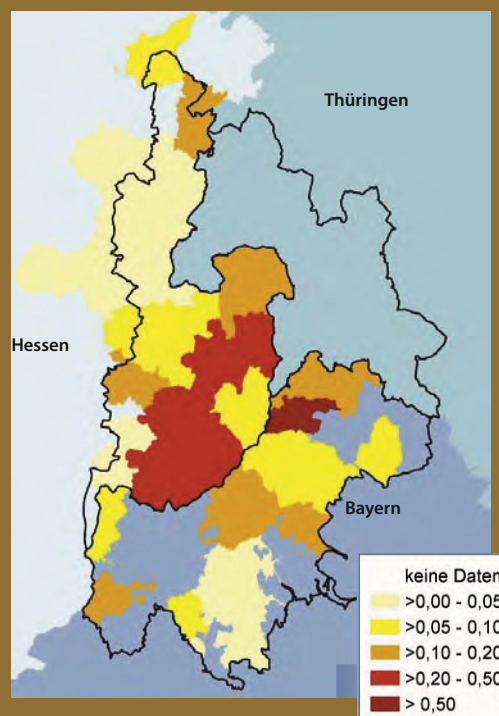 Thüringen
Hessen
Bayern
keine Daten
>0,00 - 0,05
>0,05 - 0,10
>0,10 - 0,20
>0,20 - 0,50
> 0,50